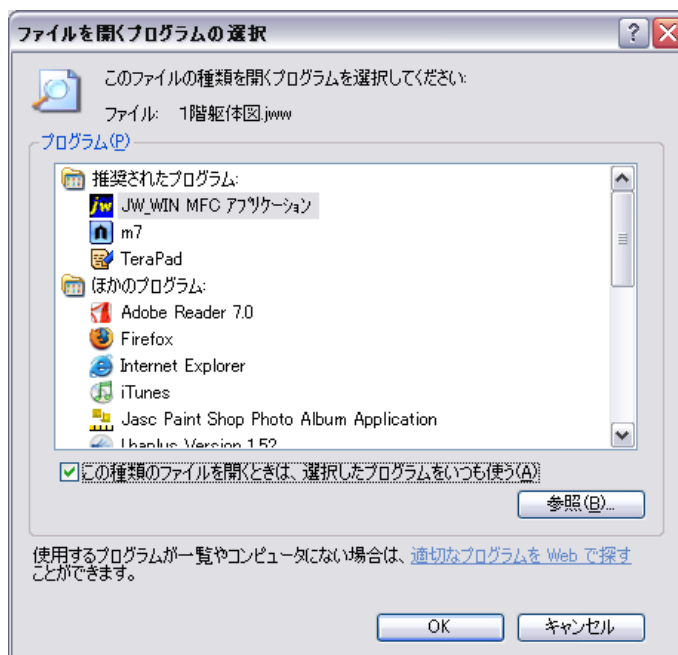 ファイルを開くプログラムの選択
このファイルの種類を開くプログラムを選択してください:
ファイル: 1階躯体図.jww
プログラム(P)
推奨されたプログラム:
jw JW_WIN MFC アプリケーション
m7
TeraPad
ほかのプログラム:
Adobe Reader 7.0
Firefox
Internet Explorer
iTunes
Jasc Paint Shop Photo Album Application
Lhaplus Version 1.52
この種類のファイルを開くときは、選択したプログラムをいつも使う(A)
参照(B)...
使用するプログラムが一覧やコンピュータにない場合は、適切なプログラムを Web で探す
ことができます。
OK キャンセル